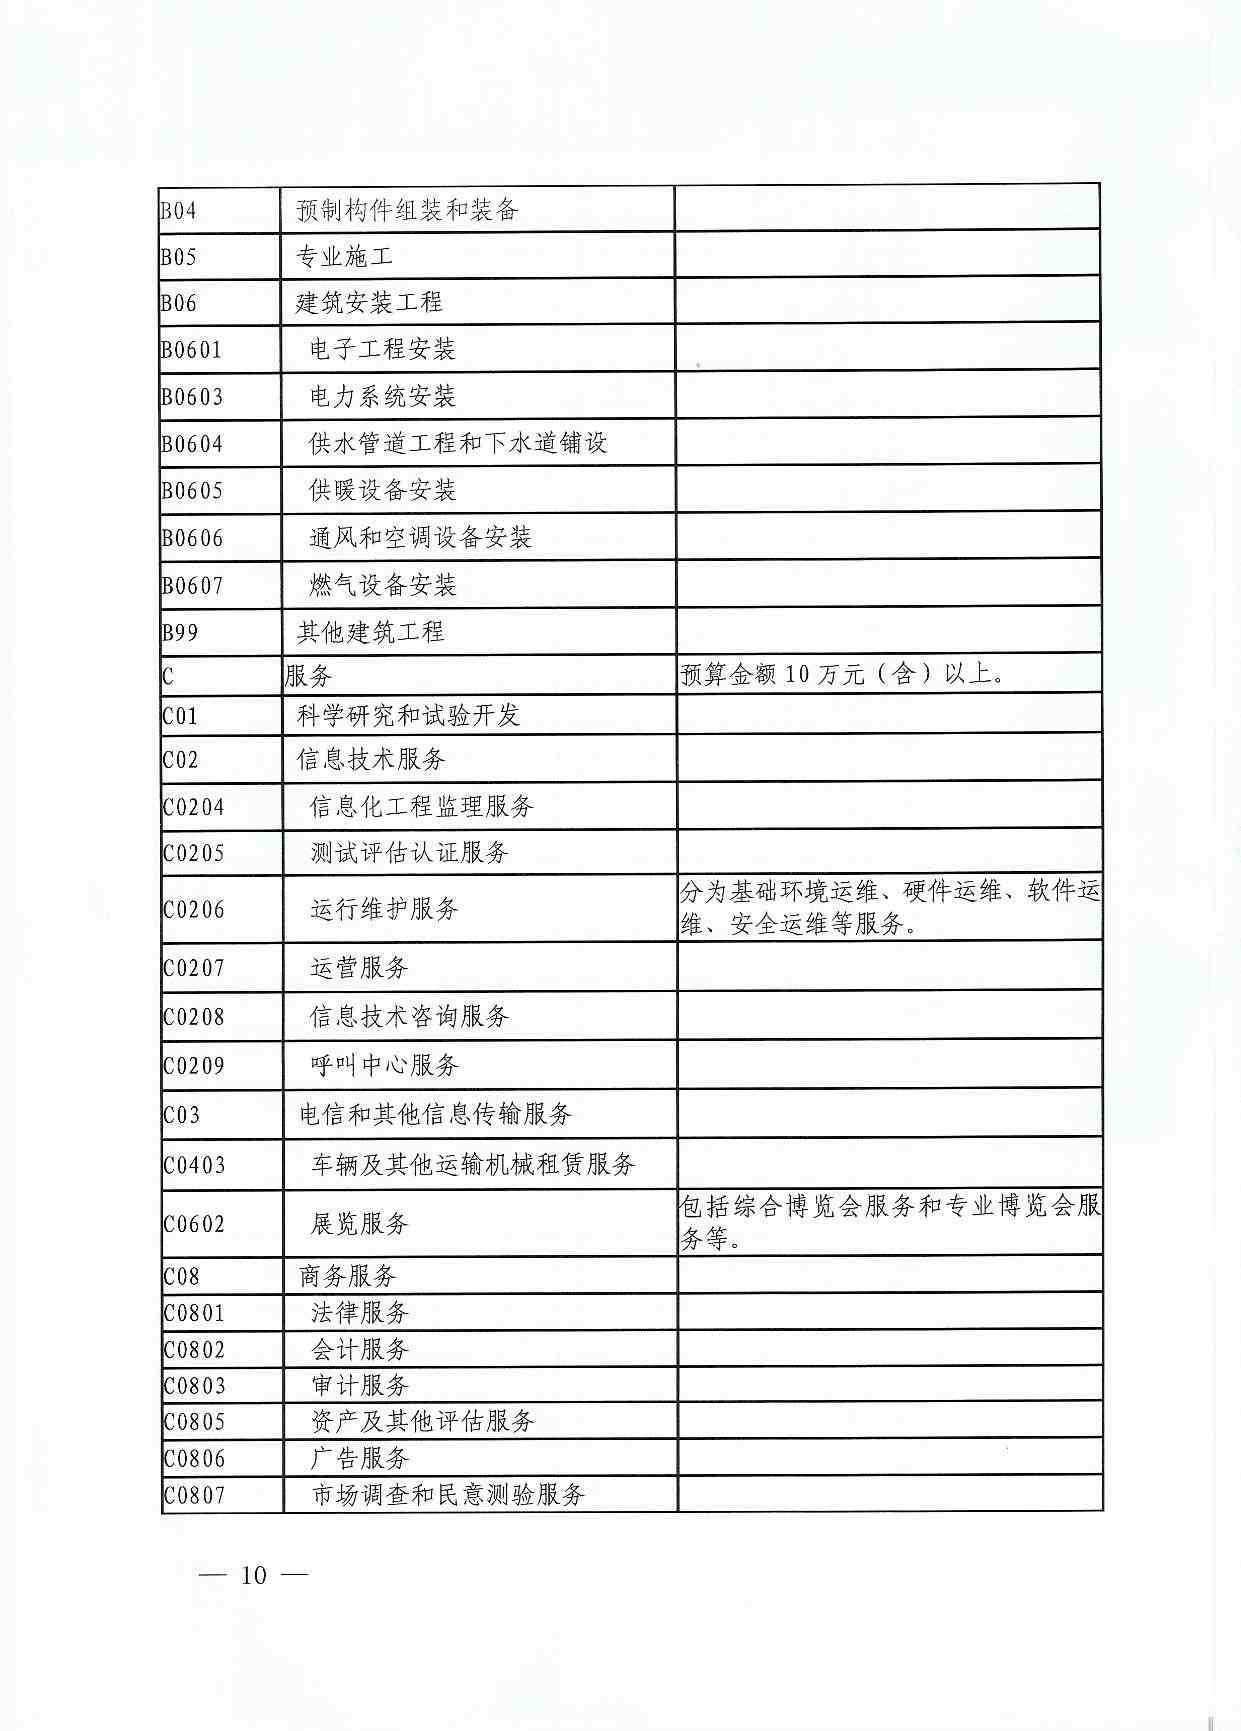 B04 预制构件组装和装备
B05 专业施工
B06 建筑安装工程
B0601 电子工程安装
B0603 电力系统安装
B0604 供水管道工程和下水道铺设
B0605 供暖设备安装
B0606 通风和空调设备安装
B0607 燃气设备安装
B99 其他建筑工程
C 服务 预算金额10万元（含）以上。
C01 科学研究和试验开发
C02 信息技术服务
C0204 信息化工程监理服务
C0205 测试评估认证服务
C0206 运行维护服务 分为基础环境运维、硬件运维、软件运
维、安全运维等服务。
C0207 运营服务
C0208 信息技术咨询服务
C0209 呼叫中心服务
C03 电信和其他信息传输服务
C0403 车辆及其他运输机械租赁服务
C0602 展览服务 包括综合博览会服务和专业博览会服
务等。
C08 商务服务
C0801 法律服务
C0802 会计服务
C0803 审计服务
C0805 资产及其他评估服务
C0806 广告服务
C0807 市场调查和民意测验服务
— 10 —